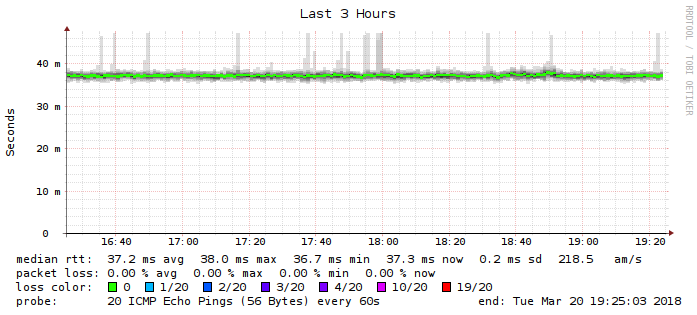 Last 3 Hours
RRDTOOL / TOBI OETIKER
Seconds
40 m
30 m
20 m
10 m
0
16:40 17:00 17:20 17:40 18:00 18:20 18:40 19:00 19:20
median rtt: 37.2 ms avg 38.0 ms max 36.7 ms min 37.3 ms now 0.2 ms sd 218.5 am/s
packet loss: 0.00 % avg 0.00 % max 0.00 % min 0.00 % now
loss color: 0 1/20 2/20 3/20 4/20 10/20 19/20
probe: 20 ICMP Echo Pings (56 Bytes) every 60s end: Tue Mar 20 19:25:03 2018